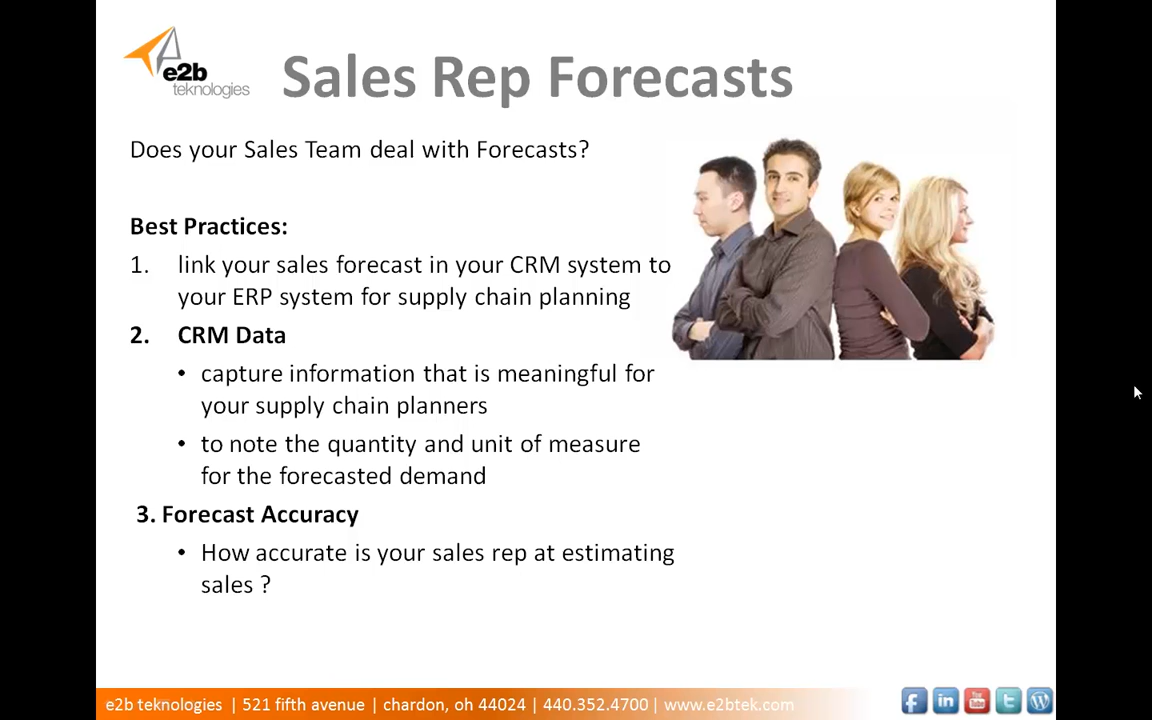 e2b
teknologies
Sales Rep Forecasts
Does your Sales Team deal with Forecasts?
Best Practices:
1. link your sales forecast in your CRM system to
your ERP system for supply chain planning
2. CRM Data
• capture information that is meaningful for
your supply chain planners
• to note the quantity and unit of measure
for the forecasted demand
3. Forecast Accuracy
• How accurate is your sales rep at estimating
sales ?
e2b teknologies | 521 fifth avenue | chardon, oh 44024 | 440.352.4700 | www.e2btek.com
f in You Tube t W